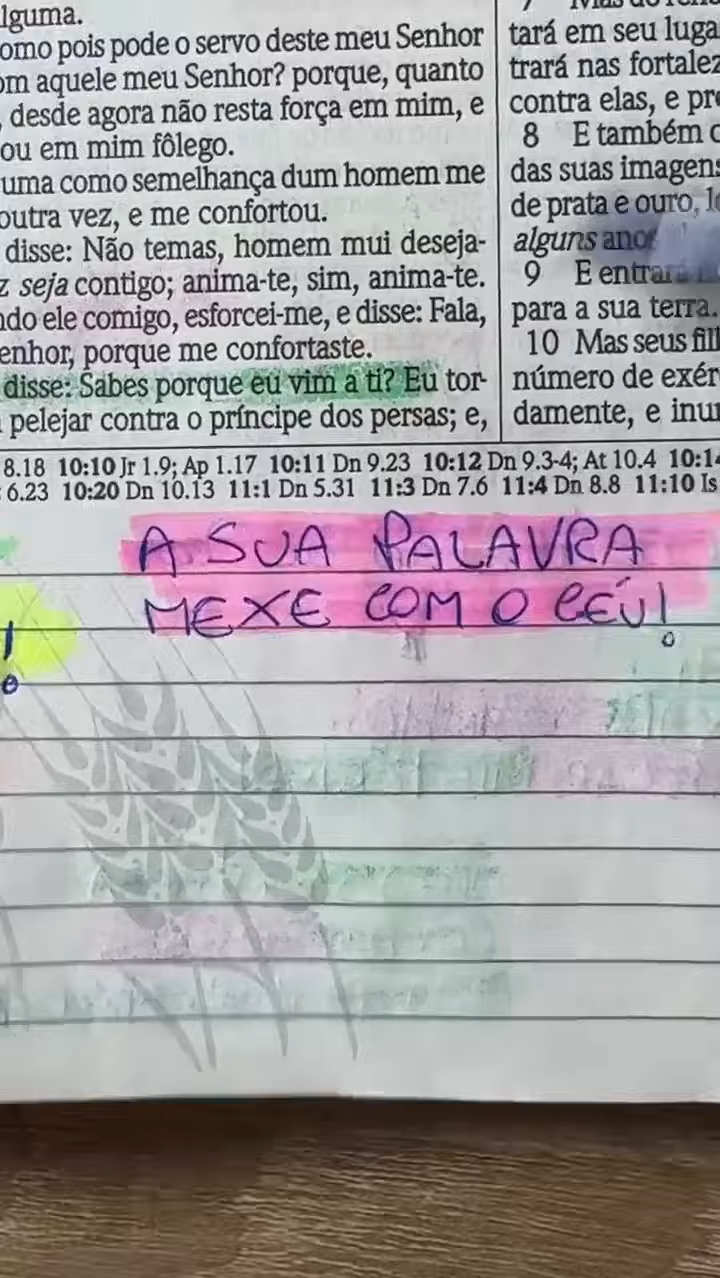 lguma.
omo pois pode o servo deste meu Senhor
om aquele meu Senhor? porque, quanto
, desde agora não resta força em mim, e
ou em mim fôlego.
uma como semelhança dum homem me
outra vez, e me confortou.
disse: Não temas, homem mui deseja-
z seja contigo; anima-te, sim, anima-te.
ndo ele comigo, esforcei-me, e disse: Fala,
enhor, porque me confortaste.
disse: Sabes porque eu vim a ti? Eu tor-
pelejar contra o príncipe dos persas; e,
tará em seu luga
trará nas fortalez
contra elas, e pre
8 E também
das suas imagens
de prata e ouro,
alguns anos
9 E entrará
para a sua terra.
10 Mas seus fil
número de exér
damente, e inun
8.18 10:10 Jr 1.9; Ap 1.17 10:11 Dn 9.23 10:12 Dn 9.3-4; At 10.4 10:14
6.23 10:20 Dn 10.13 11:1 Dn 5.31 11:3 Dn 7.6 11:4 Dn 8.8 11:10 Is
A SUA PALAVRA
MEXE COM O CÉU!